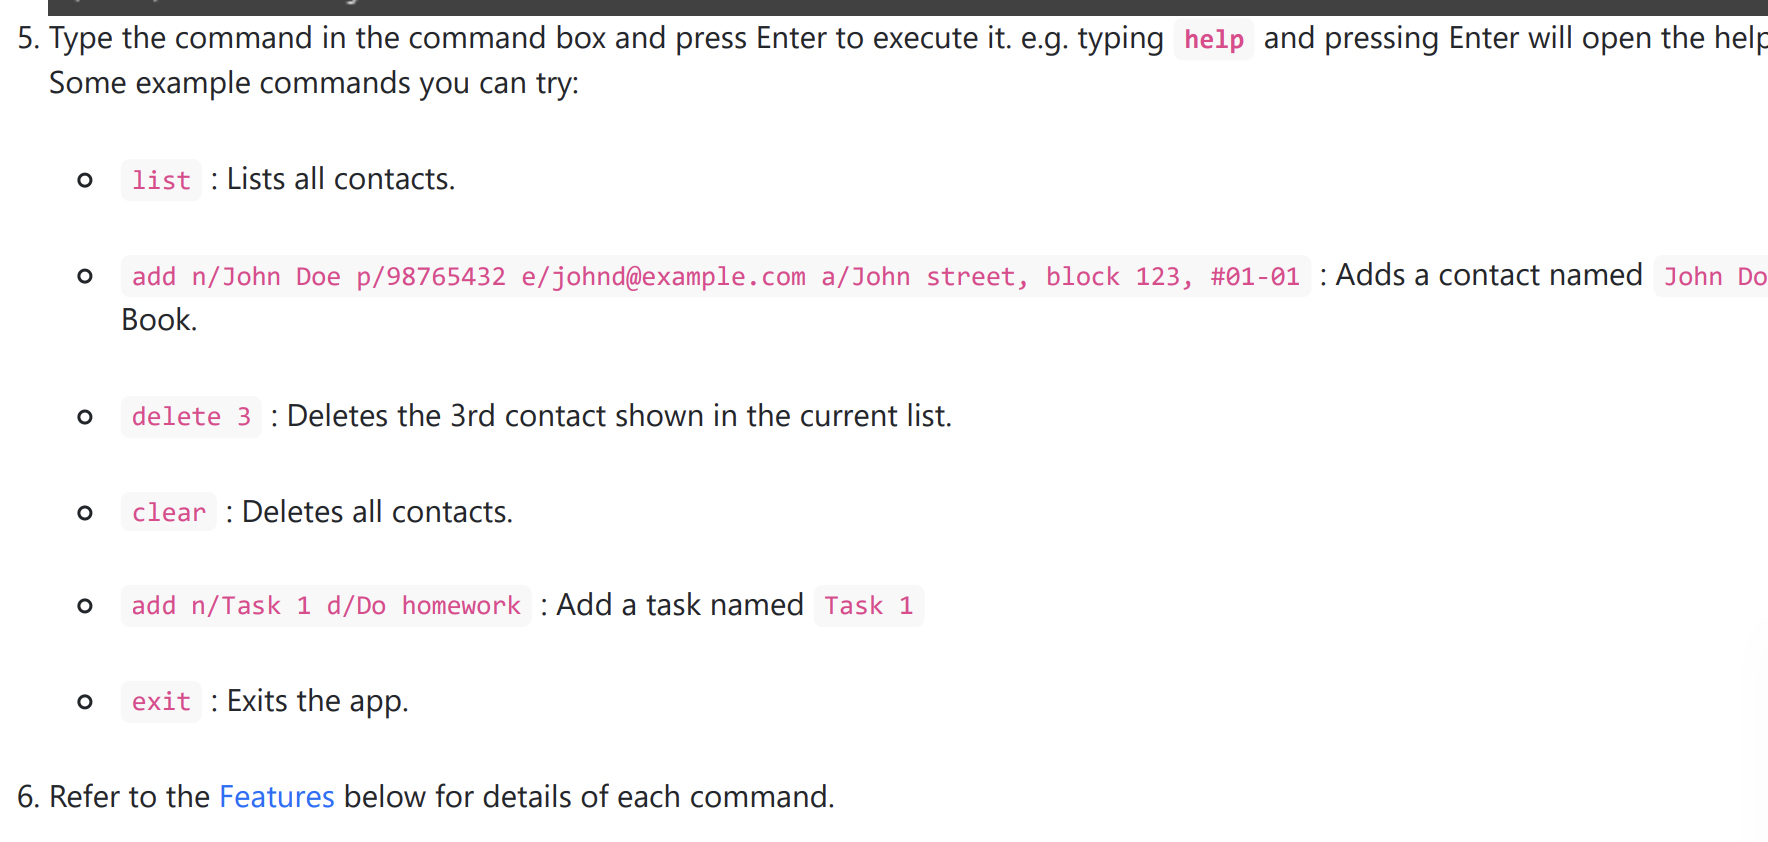 5. Type the command in the command box and press Enter to execute it. e.g. typing help and pressing Enter will open the help
Some example commands you can try:
list : Lists all contacts.
add n/John Doe p/98765432 e/johnd@example.com a/John street, block 123, #01-01 : Adds a contact named John Do
Book.
delete 3 : Deletes the 3rd contact shown in the current list.
clear : Deletes all contacts.
add n/Task 1 d/Do homework : Add a task named Task 1
exit : Exits the app.
6. Refer to the Features below for details of each command.